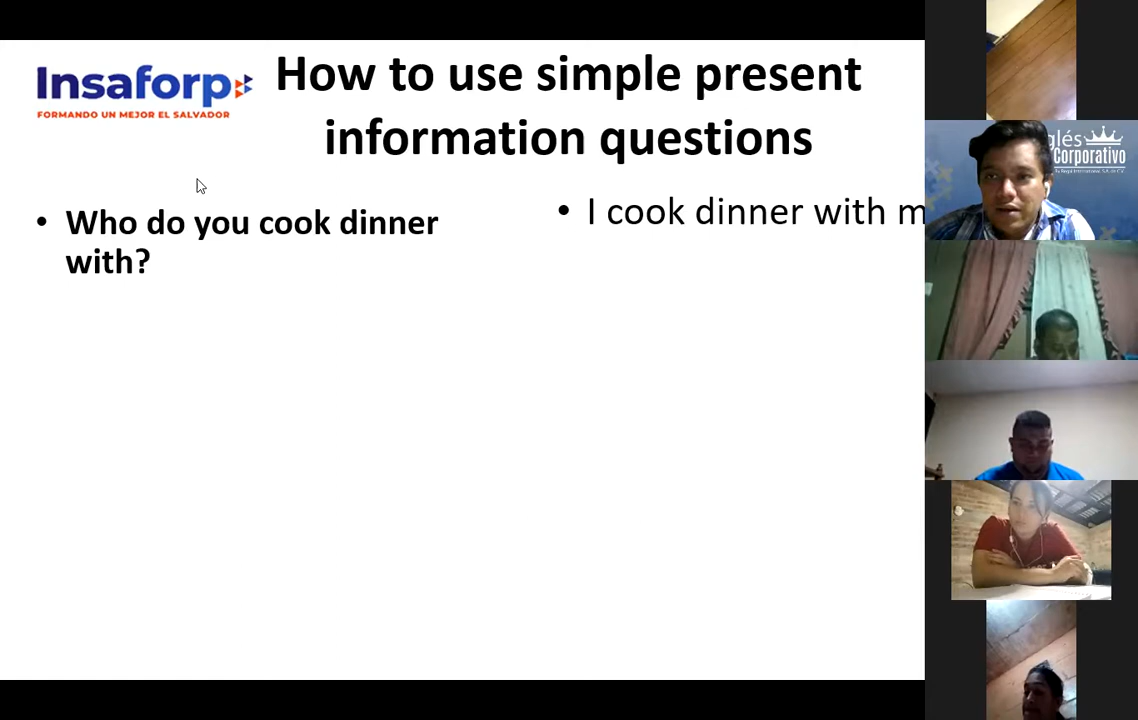 Insaforp
FORMANDO UN MEJOR EL SALVADOR
How to use simple present
information questions
• Who do you cook dinner
with?
• I cook dinner with
Corporativo